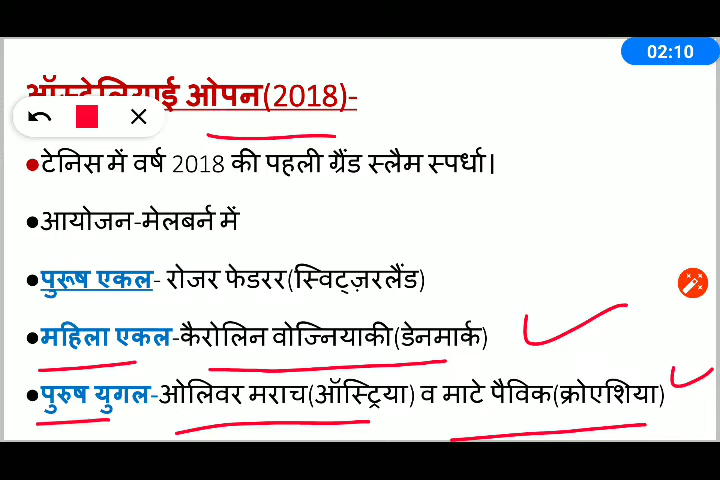 02:10
ऑस्ट्रेलियाई ओपन(2018)-
●टेनिस में वर्ष 2018 की पहली ग्रैंड स्लैम स्पर्धा।
●आयोजन-मेलबर्न में
●पुरूष एकल- रोजर फेडरर(स्विट्ज़रलैंड)
●महिला एकल-कैरोलिन वोज्नियाकी(डेनमार्क)
●पुरुष युगल-ओलिवर मराच(ऑस्ट्रिया) व माटे पैविक(क्रोएशिया)